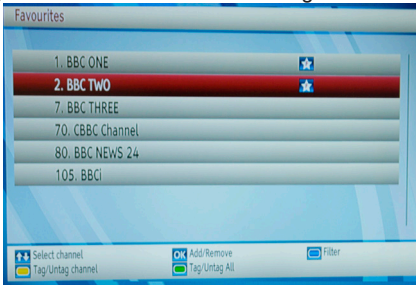 Favourites
1. BBC ONE
2. BBC TWO
7. BBC THREE
70. CBBC Channel
80. BBC NEWS 24
105. BBCi
Select channel OK Add/Remove Filter
Tag/Untag channel Tag/Untag All